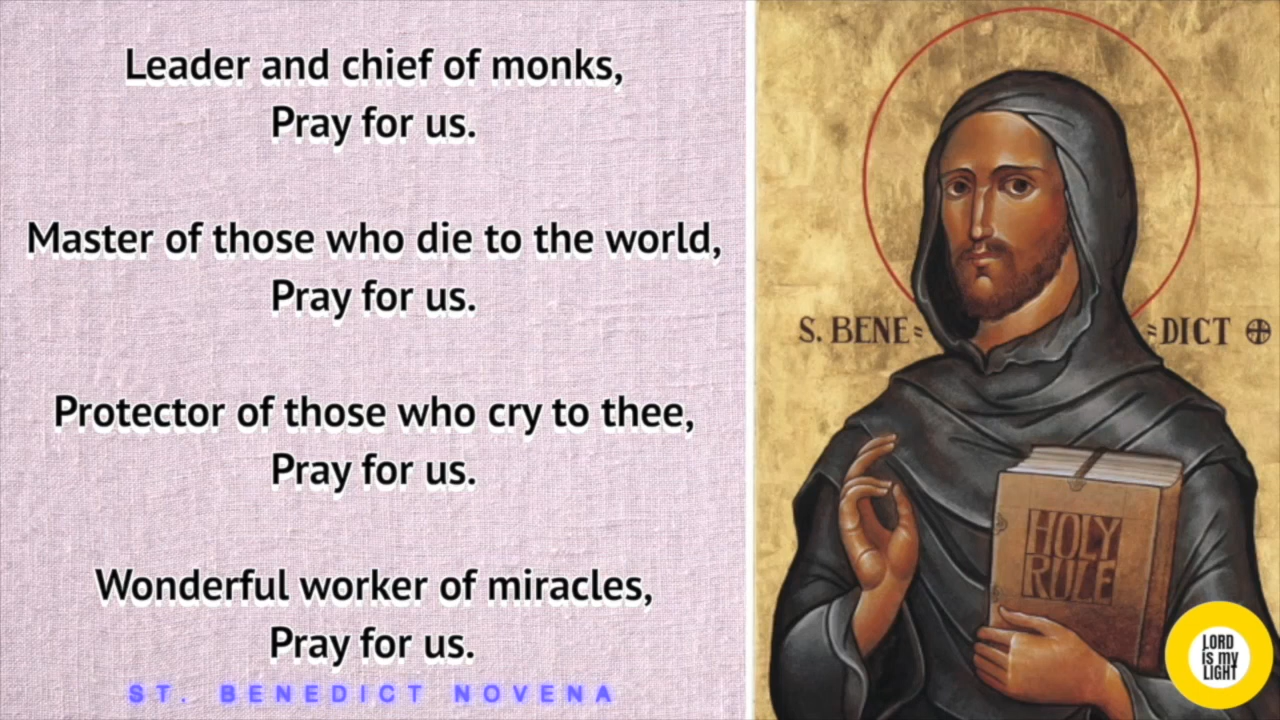 Leader and chief of monks,
Pray for us.
Master of those who die to the world,
Pray for us.
Protector of those who cry to thee,
Pray for us.
Wonderful worker of miracles,
Pray for us.
ST. BENEDICT NOVENA
S. BENE= =DICT
HOLY
RULE
LORD
is my
LIGHT